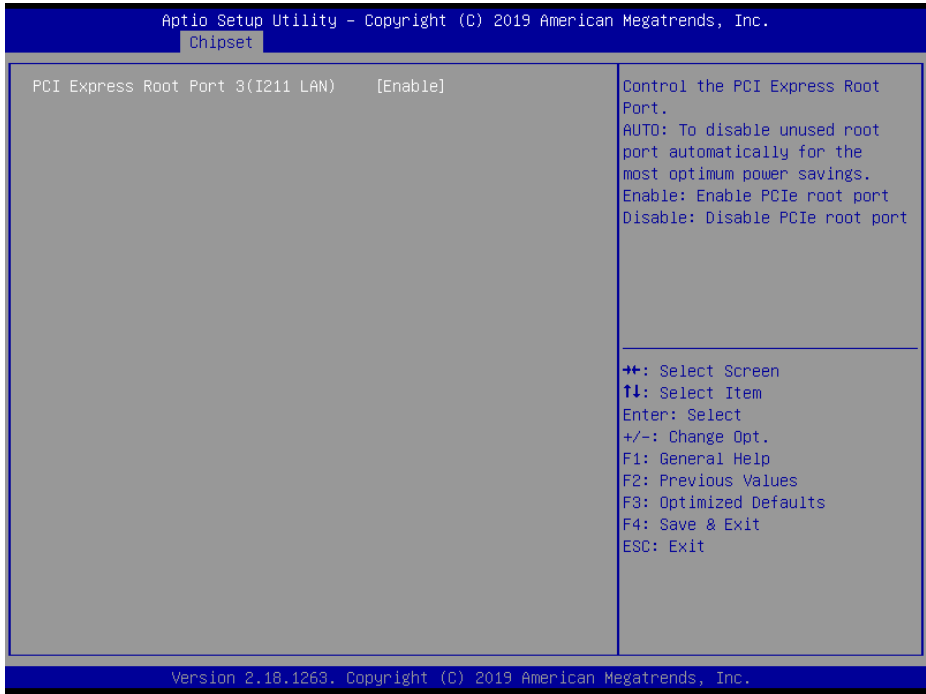 Aptio Setup Utility – Copyright (C) 2019 American Megatrends, Inc.
Chipset
PCI Express Root Port 3(I211 LAN) [Enable]
Control the PCI Express Root
Port.
AUTO: To disable unused root
port automatically for the
most optimum power savings.
Enable: Enable PCIe root port
Disable: Disable PCIe root port
→←: Select Screen
↑↓: Select Item
Enter: Select
+/-: Change Opt.
F1: General Help
F2: Previous Values
F3: Optimized Defaults
F4: Save & Exit
ESC: Exit
Version 2.18.1263. Copyright (C) 2019 American Megatrends, Inc.